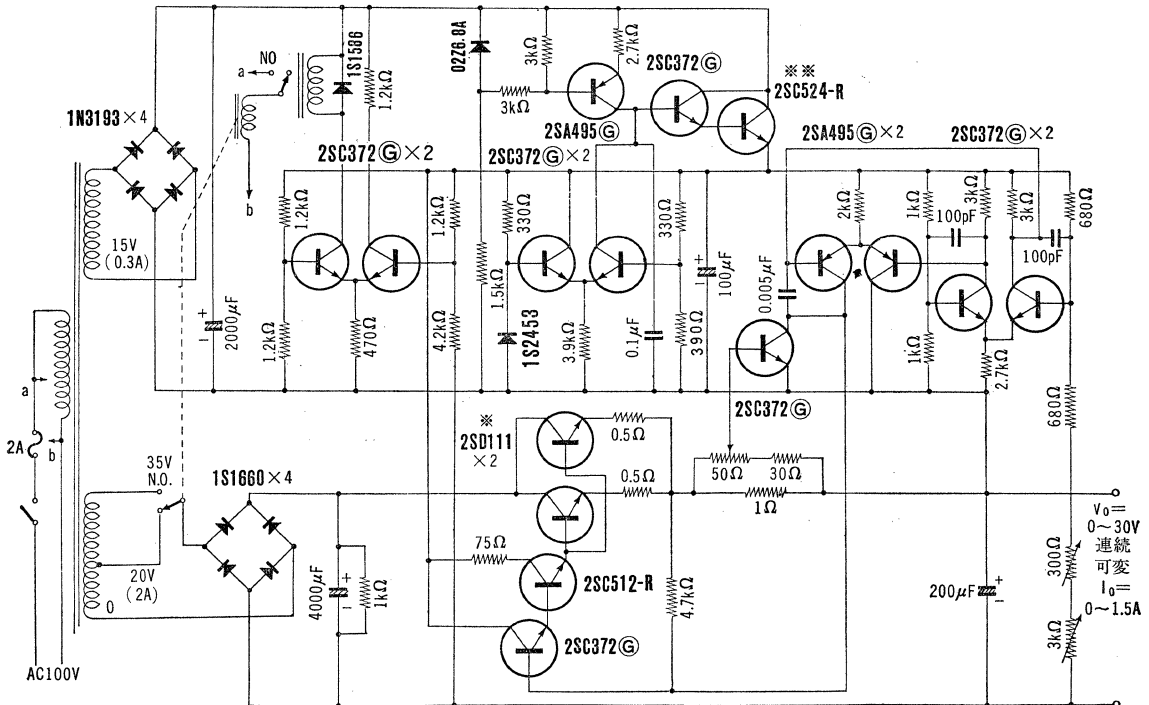 02Z6.8A
3kΩ
2.7kΩ
NO
a
1S1586
1.2kΩ
2SC372Ⓖ
※※
2SC524-R
1N3193×4
3kΩ
2SA495Ⓖ
2SA495Ⓖ×2
2SC372Ⓖ×2
2SC372Ⓖ×2
2SC372Ⓖ×2
b
15V
(0.3A)
1.2kΩ
1.2kΩ
330Ω
330Ω
2kΩ
1kΩ
3kΩ
3kΩ
680Ω
100pF
100pF
+
2000μF
−
1.5kΩ
+
−
100μF
0.005μF
1.2kΩ
470Ω
4.2kΩ
1S2453
3.9kΩ
0.1μF
390Ω
1kΩ
2.7kΩ
2SC372Ⓖ
680Ω
a
2A
b
※
2SD111
×2
0.5Ω
0.5Ω
50Ω
30Ω
1Ω
35V
N.O.
1S1660×4
20V
(2A)
0
4000μF
+
−
1kΩ
75Ω
2SC512-R
2SC372Ⓖ
4.7kΩ
200μF
+
−
300Ω
3kΩ
V₀=
0～30V
連続
可変
I₀=
0～1.5A
AC100V